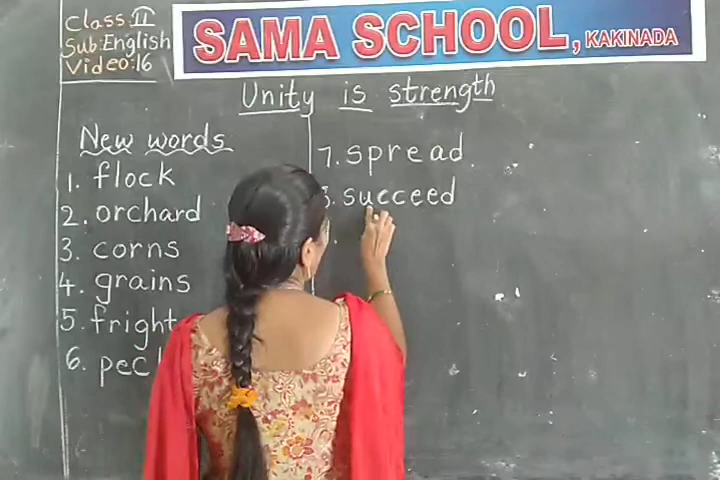 Class: II
Sub: English
Video: 16
SAMA SCHOOL, KAKINADA
Unity is strength
New words
1. flock
2. orchard
3. corns
4. grains
5. fright
6.
7. spread
succeed